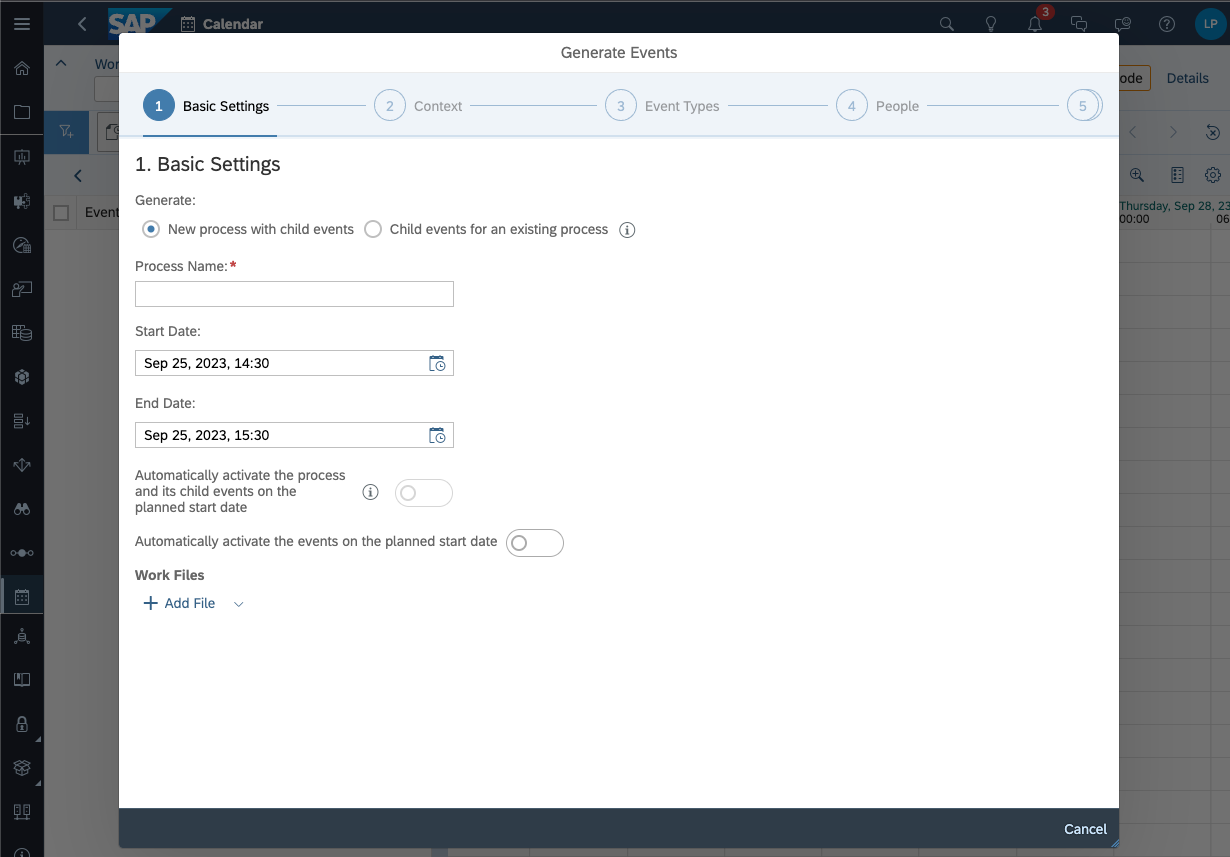 SAP Calendar
3
LP
Wor
ode Details
Generate Events
1 Basic Settings 2 Context 3 Event Types 4 People 5
1. Basic Settings
Generate:
New process with child events Child events for an existing process
Process Name:*
Start Date:
Sep 25, 2023, 14:30
End Date:
Sep 25, 2023, 15:30
Automatically activate the process
and its child events on the
planned start date
Automatically activate the events on the planned start date
Work Files
Add File
Event
Thursday, Sep 28, 23
00:00 06
Cancel